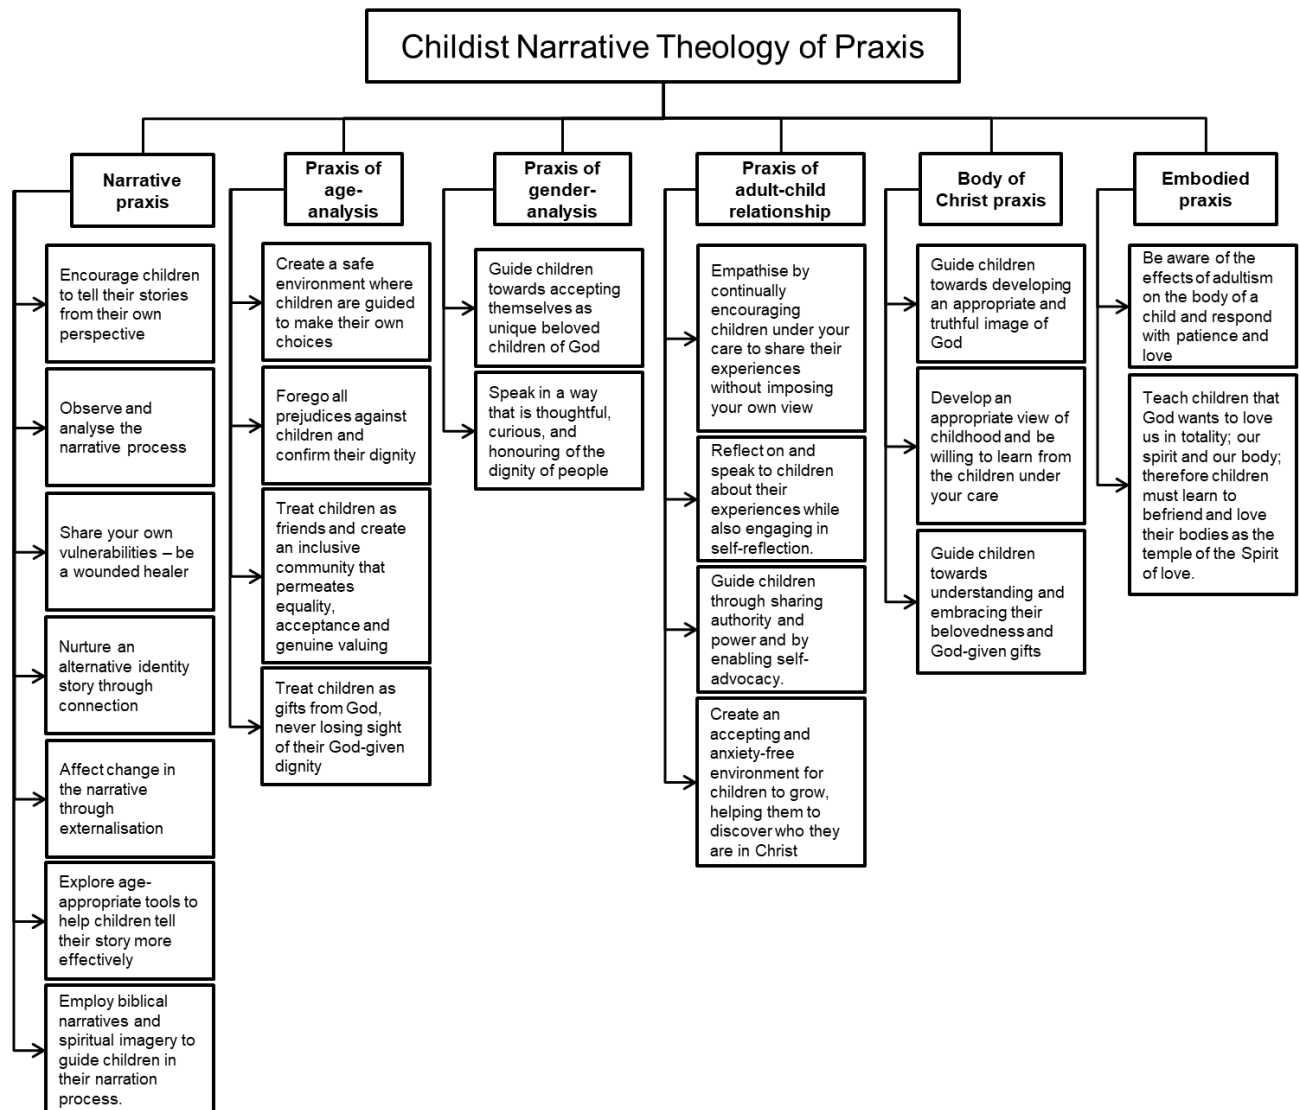 Childist Narrative Theology of Praxis
Narrative
praxis
Encourage children
to tell their stories
from their own
perspective
Observe and
analyse the
narrative process
Share your own
vulnerabilities – be
a wounded healer
Nurture an
alternative identity
story through
connection
Affect change in
the narrative
through
externalisation
Explore age-
appropriate tools to
help children tell
their story more
effectively
Employ biblical
narratives and
spiritual imagery to
guide children in
their narration
process.
Praxis of
age-
analysis
Create a safe
environment where
children are guided
to make their own
choices
Forego all
prejudices against
children and
confirm their dignity
Treat children as
friends and create
an inclusive
community that
permeates
equality,
acceptance and
genuine valuing
Treat children as
gifts from God,
never losing sight
of their God-given
dignity
Praxis of
gender-
analysis
Guide children
towards accepting
themselves as
unique beloved
children of God
Speak in a way
that is thoughtful,
curious, and
honouring of the
dignity of people
Praxis of
adult-child
relationship
Empathise by
continually
encouraging
children under your
care to share their
experiences
without imposing
your own view
Reflect on and
speak to children
about their
experiences while
also engaging in
self-reflection.
Guide children
through sharing
authority and
power and by
enabling self-
advocacy.
Create an
accepting and
anxiety-free
environment for
children to grow,
helping them to
discover who they
are in Christ
Body of
Christ praxis
Guide children
towards developing
an appropriate and
truthful image of
God
Develop an
appropriate view of
childhood and be
willing to learn from
the children under
your care
Guide children
towards
understanding and
embracing their
belovedness and
God-given gifts
Embodied
praxis
Be aware of the
effects of adultism
on the body of a
child and respond
with patience and
love
Teach children that
God wants to love
us in totality; our
spirit and our body;
therefore children
must learn to
befriend and love
their bodies as the
temple of the Spirit
of love.